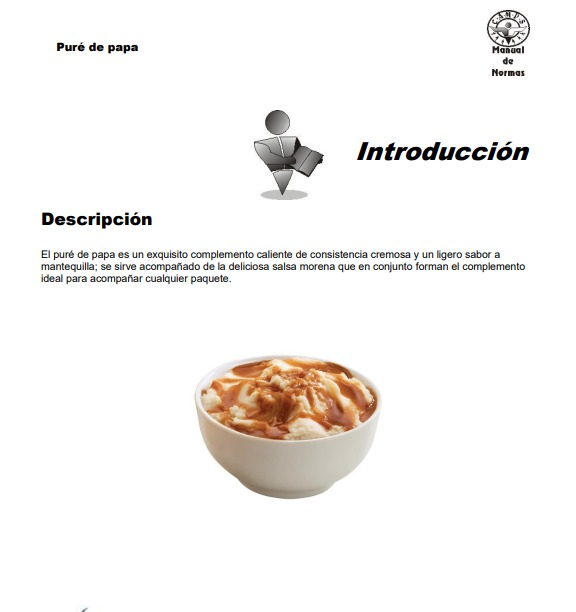 Puré de papa
C.A.M.P.S
Manual
de
Normas
Introducción
Descripción
El puré de papa es un exquisito complemento caliente de consistencia cremosa y un ligero sabor a
mantequilla; se sirve acompañado de la deliciosa salsa morena que en conjunto forman el complemento
ideal para acompañar cualquier paquete.